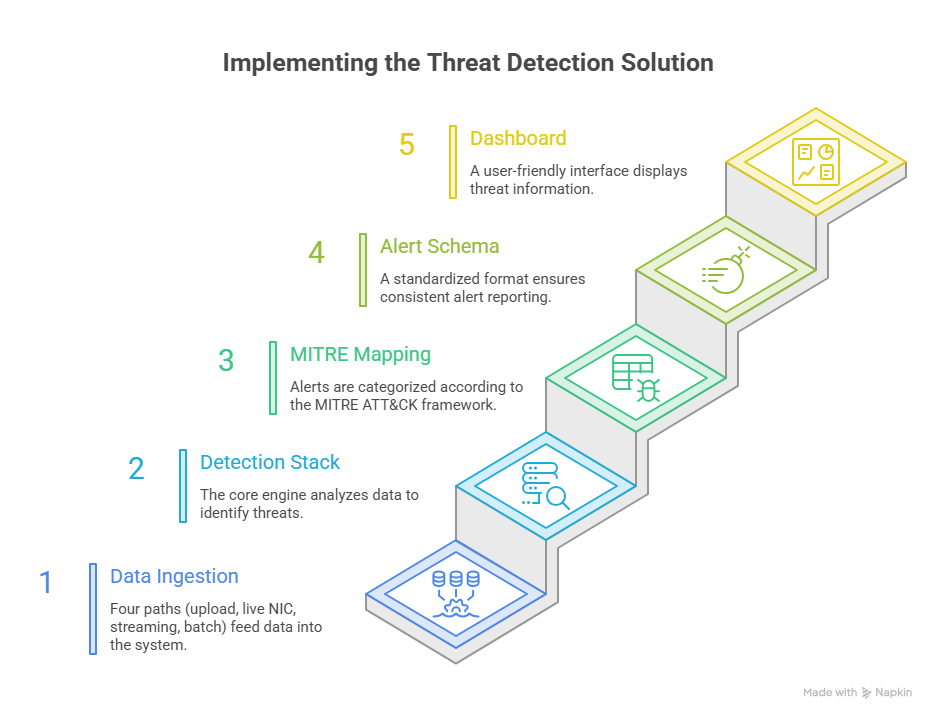 Implementing the Threat Detection Solution
5
Dashboard
A user-friendly interface displays
threat information.
4
Alert Schema
A standardized format ensures
consistent alert reporting.
3
MITRE Mapping
Alerts are categorized according to
the MITRE ATT&CK framework.
2
Detection Stack
The core engine analyzes data to
identify threats.
1
Data Ingestion
Four paths (upload, live NIC,
streaming, batch) feed data into
the system.
Made with Napkin